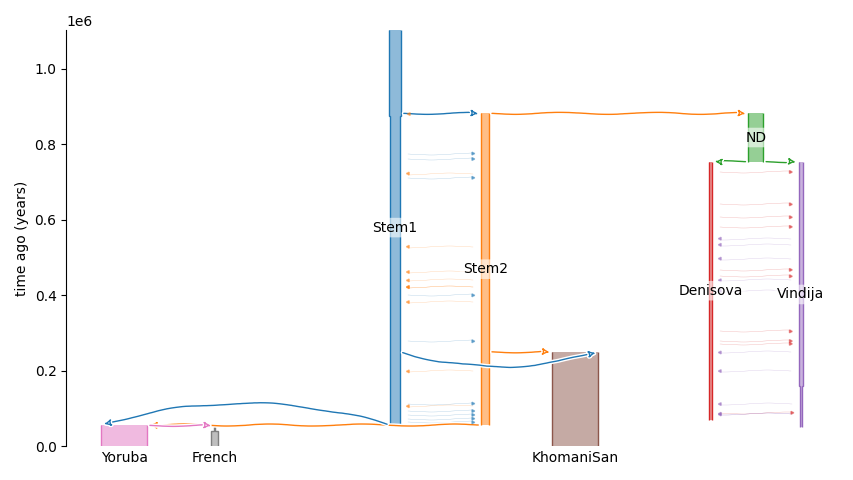 1e6
1.0
0.8
0.6
0.4
0.2
0.0
time ago (years)
ND
Stem1
Stem2
Denisova
Vindija
Yoruba
French
KhomaniSan